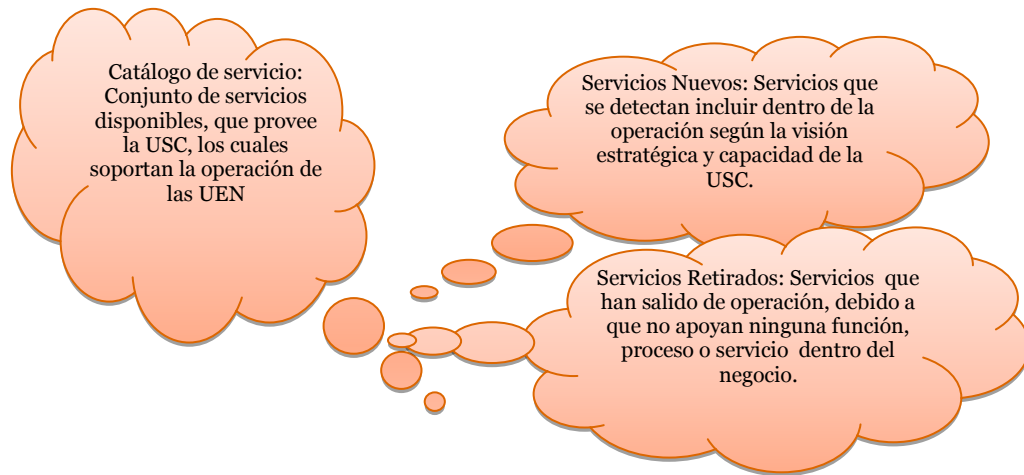 Catálogo de servicio:
Conjunto de servicios
disponibles, que provee
la USC, los cuales
soportan la operación de
las UEN
Servicios Nuevos: Servicios que
se detectan incluir dentro de la
operación según la visión
estratégica y capacidad de la
USC.
Servicios Retirados: Servicios  que
han salido de operación, debido a
que no apoyan ninguna función,
proceso o servicio  dentro del
negocio.